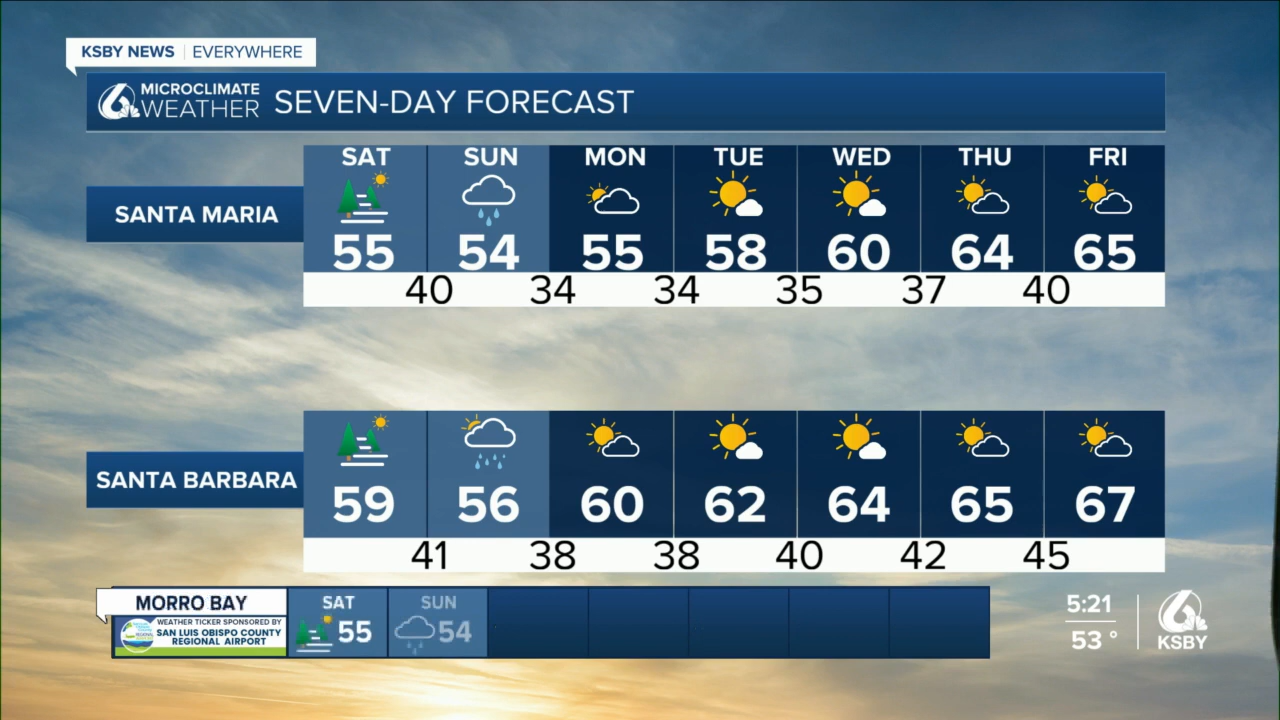 KSBY NEWS | EVERYWHERE
6 MICROCLIMATE WEATHER SEVEN-DAY FORECAST
SAT SUN MON TUE WED THU FRI
SANTA MARIA
55 54 55 58 60 64 65
40 34 34 35 37 40
SANTA BARBARA
59 56 60 62 64 65 67
41 38 38 40 42 45
MORRO BAY
WEATHER TICKER SPONSORED BY
SAN LUIS OBISPO COUNTY
REGIONAL AIRPORT
SAT SUN
55 54
5:21
53 °
6
KSBY